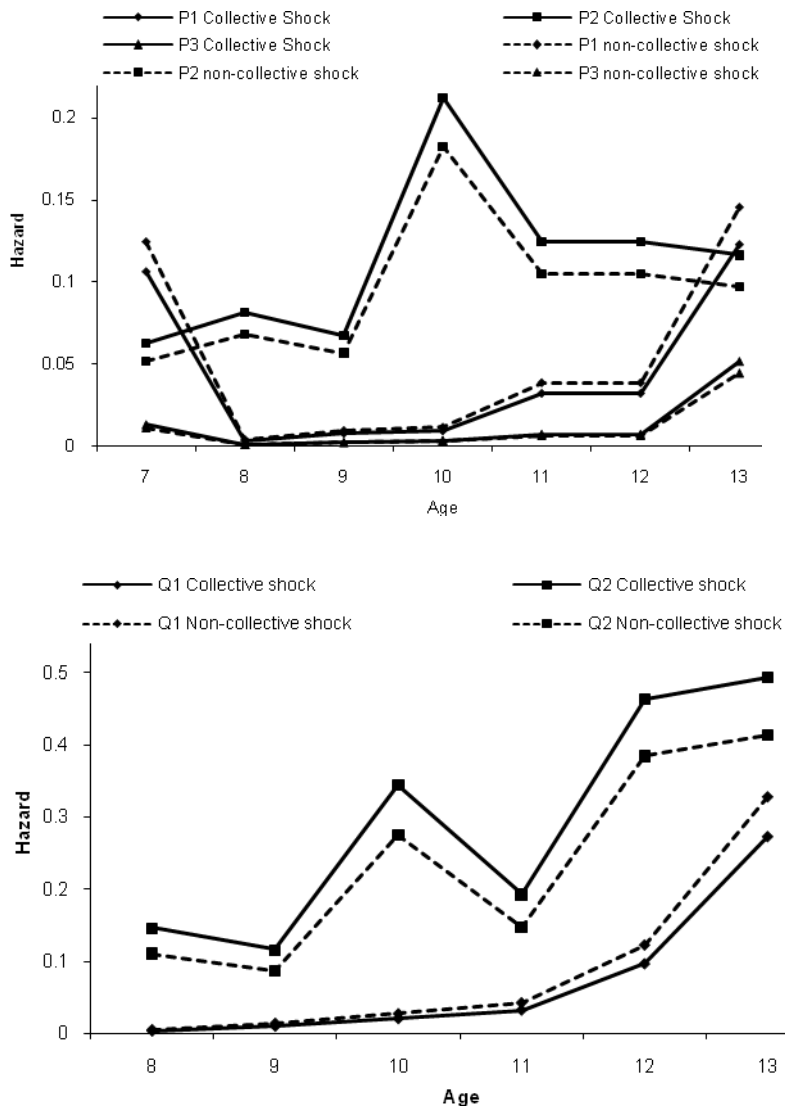 P1 Collective Shock P2 Collective Shock
P3 Collective Shock P1 non-collective shock
P2 non-collective shock P3 non-collective shock
0.2
0.15
0.1
0.05
0
Hazard
7 8 9 10 11 12 13
Age
Q1 Collective shock Q2 Collective shock
Q1 Non-collective shock Q2 Non-collective shock
0.5
0.4
0.3
0.2
0.1
0
Hazard
8 9 10 11 12 13
Age